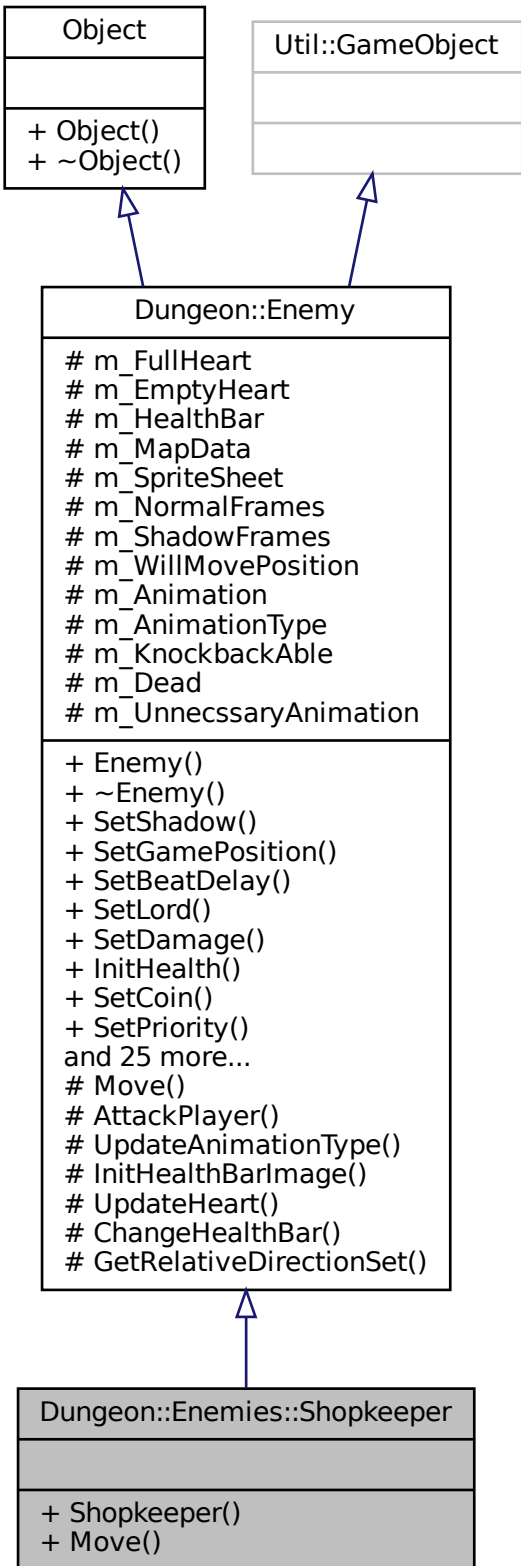 Object
+ Object()
+ ~Object()
Util::GameObject
Dungeon::Enemy
# m_FullHeart
# m_EmptyHeart
# m_HealthBar
# m_MapData
# m_SpriteSheet
# m_NormalFrames
# m_ShadowFrames
# m_WillMovePosition
# m_Animation
# m_AnimationType
# m_KnockbackAble
# m_Dead
# m_UnnecssaryAnimation
+ Enemy()
+ ~Enemy()
+ SetShadow()
+ SetGamePosition()
+ SetBeatDelay()
+ SetLord()
+ SetDamage()
+ InitHealth()
+ SetCoin()
+ SetPriority()
and 25 more...
# Move()
# AttackPlayer()
# UpdateAnimationType()
# InitHealthBarImage()
# UpdateHeart()
# ChangeHealthBar()
# GetRelativeDirectionSet()
Dungeon::Enemies::Shopkeeper
+ Shopkeeper()
+ Move()